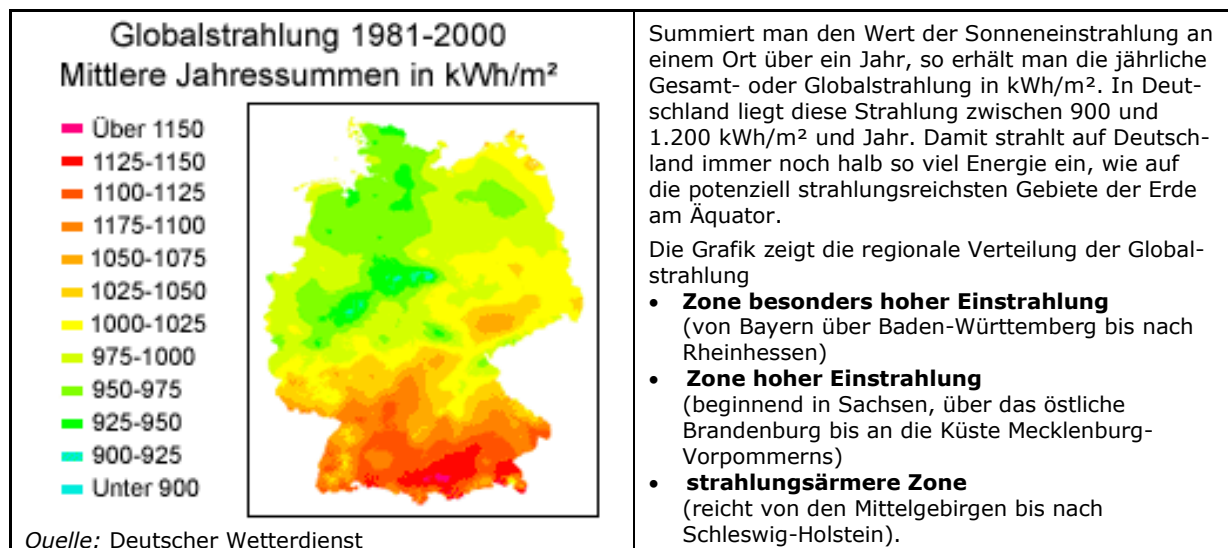 Globalstrahlung 1981-2000
Mittlere Jahressummen in kWh/m²
Über 1150
1125-1150
1100-1125
1175-1100
1050-1075
1025-1050
1000-1025
975-1000
950-975
925-950
900-925
Unter 900
Quelle: Deutscher Wetterdienst
Summiert man den Wert der Sonneneinstrahlung an
einem Ort über ein Jahr, so erhält man die jährliche
Gesamt- oder Globalstrahlung in kWh/m². In Deut-
schland liegt diese Strahlung zwischen 900 und
1.200 kWh/m² und Jahr. Damit strahlt auf Deutsch-
land immer noch halb so viel Energie ein, wie auf
die potenziell strahlungsreichsten Gebiete der Erde
am Äquator.
Die Grafik zeigt die regionale Verteilung der Global-
strahlung
• Zone besonders hoher Einstrahlung
(von Bayern über Baden-Württemberg bis nach
Rheinhessen)
• Zone hoher Einstrahlung
(beginnend in Sachsen, über das östliche
Brandenburg bis an die Küste Mecklenburg-
Vorpommerns)
• strahlungsärmere Zone
(reicht von den Mittelgebirgen bis nach
Schleswig-Holstein).